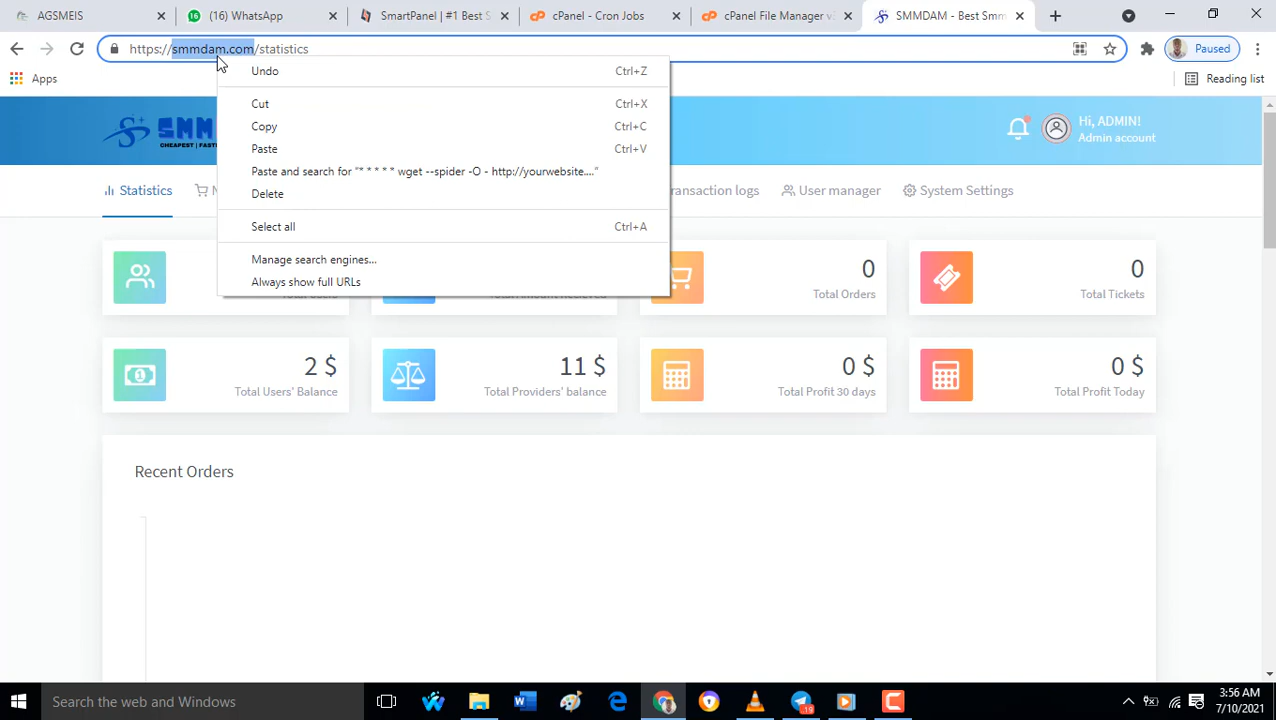 AGSMEIS
(16) WhatsApp
SmartPanel | #1 Best S
cPanel - Cron Jobs
cPanel File Manager v
SMMDAM - Best Smm
https://smmdam.com/statistics
Paused
Apps
Reading list
Undo Ctrl+Z
Cut Ctrl+X
Copy Ctrl+C
Paste Ctrl+V
Paste and search for "* * * * * wget --spider -O - http://yourwebsite...."
Delete
Select all Ctrl+A
Manage search engines...
Always show full URLs
SMM
CHEAPEST | FAST
Hi, ADMIN!
Admin account
Statistics
ransaction logs
User manager
System Settings
0
Total Orders
0
Total Tickets
2 $
Total Users' Balance
11 $
Total Providers' balance
0 $
Total Profit 30 days
0 $
Total Profit Today
Recent Orders
Search the web and Windows
19
3:56 AM
7/10/2021